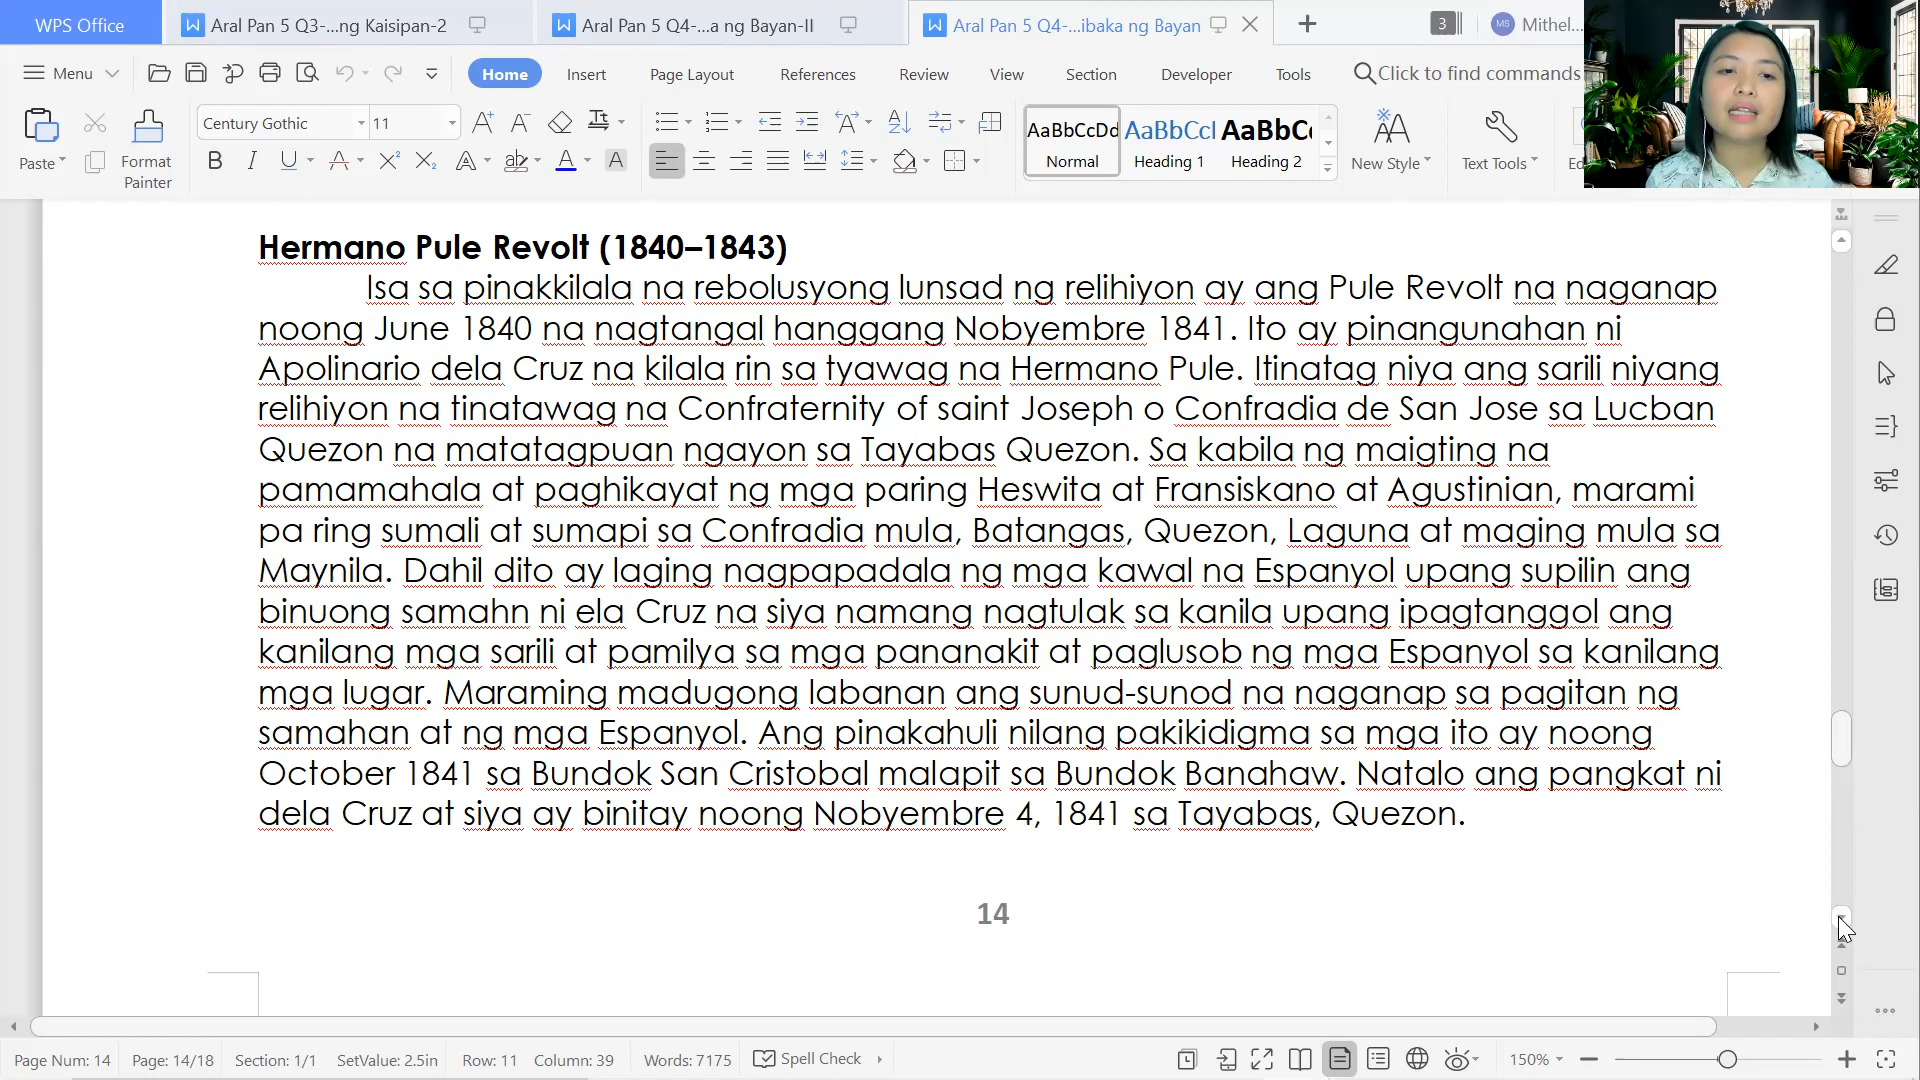 WPS Office
Aral Pan 5 Q3-...ng Kaisipan-2
Aral Pan 5 Q4-...a ng Bayan-II
Aral Pan 5 Q4-...ibaka ng Bayan
3
MS
Mithel...
Menu
Home
Insert
Page Layout
References
Review
View
Section
Developer
Tools
Click to find commands
Paste
Format Painter
Century Gothic
11
AaBbCcDd
Normal
AaBbCcI
Heading 1
AaBbCc
Heading 2
New Style
Text Tools
Hermano Pule Revolt (1840–1843)
Isa sa pinakkilala na rebolusyong lunsad ng relihiyon ay ang Pule Revolt na naganap
noong June 1840 na nagtangal hanggang Nobyembre 1841. Ito ay pinangunahan ni
Apolinario dela Cruz na kilala rin sa tyawag na Hermano Pule. Itinatag niya ang sarili niyang
relihiyon na tinatawag na Confraternity of saint Joseph o Confradia de San Jose sa Lucban
Quezon na matatagpuan ngayon sa Tayabas Quezon. Sa kabila ng maigting na
pamamahala at paghikayat ng mga paring Heswita at Fransiskano at Agustinian, marami
pa ring sumali at sumapi sa Confradia mula, Batangas, Quezon, Laguna at maging mula sa
Maynila. Dahil dito ay laging nagpapadala ng mga kawal na Espanyol upang supilin ang
binuong samahn ni ela Cruz na siya namang nagtulak sa kanila upang ipagtanggol ang
kanilang mga sarili at pamilya sa mga pananakit at paglusob ng mga Espanyol sa kanilang
mga lugar. Maraming madugong labanan ang sunud-sunod na naganap sa pagitan ng
samahan at ng mga Espanyol. Ang pinakahuli nilang pakikidigma sa mga ito ay noong
October 1841 sa Bundok San Cristobal malapit sa Bundok Banahaw. Natalo ang pangkat ni
dela Cruz at siya ay binitay noong Nobyembre 4, 1841 sa Tayabas, Quezon.
14
Page Num: 14
Page: 14/18
Section: 1/1
SetValue: 2.5in
Row: 11
Column: 39
Words: 7175
Spell Check
150%